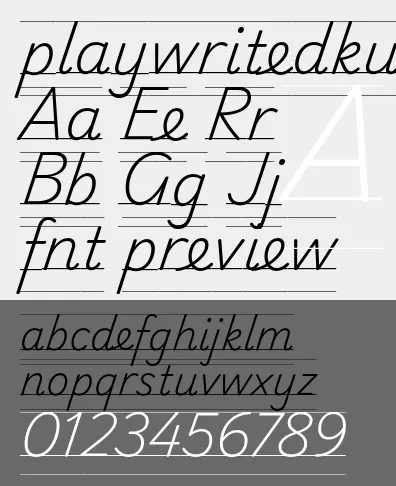 playwritedku
Aa Ee Rr
A
Bb Gg Jj
fnt preview
abcdefghijklm
nopqrstuvwxyz
0123456789